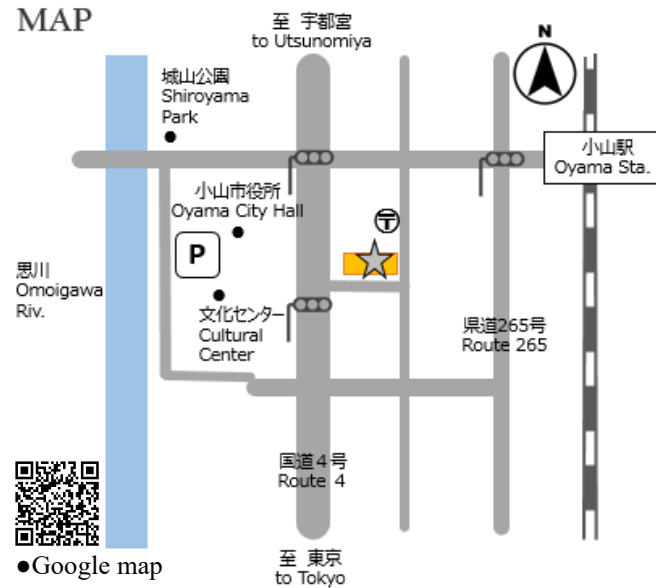 MAP
至 宇都宮
to Utsunomiya
N
城山公園
Shiroyama
Park
小山駅
Oyama Sta.
小山市役所
Oyama City Hall
〒
P
思川
Omoigawa
Riv.
文化センター
Cultural
Center
県道265号
Route 265
国道4号
Route 4
●Google map
至 東京
to Tokyo